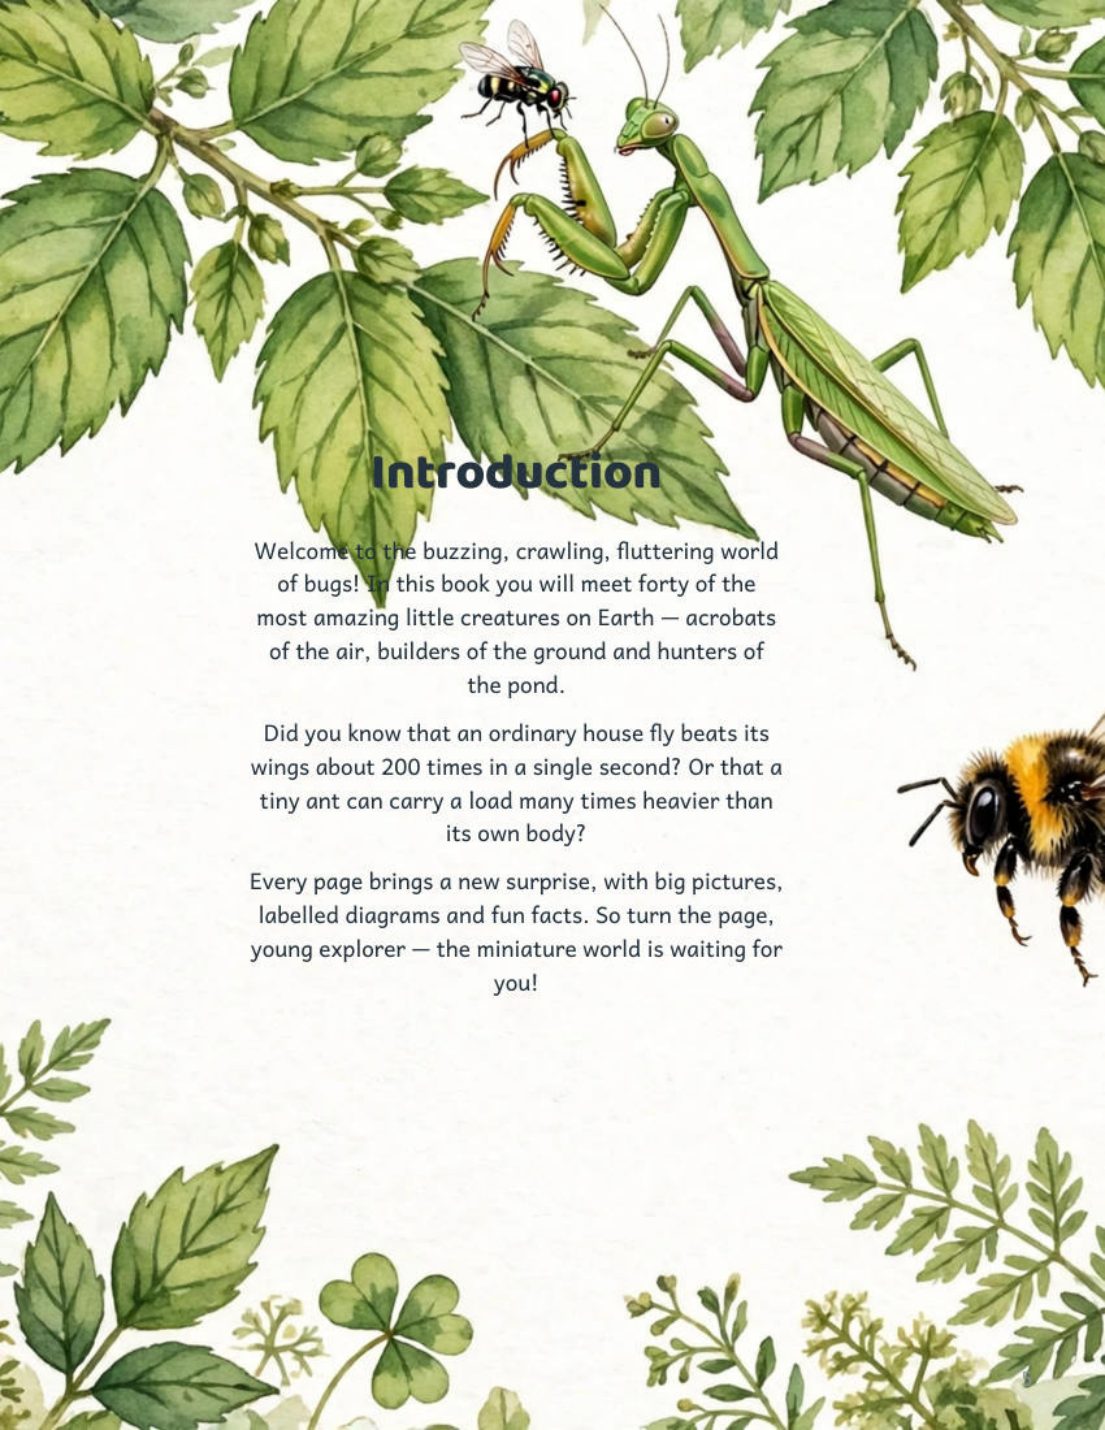 Introduction
Welcome to the buzzing, crawling, fluttering world
of bugs! In this book you will meet forty of the
most amazing little creatures on Earth — acrobats
of the air, builders of the ground and hunters of
the pond.
Did you know that an ordinary house fly beats its
wings about 200 times in a single second? Or that a
tiny ant can carry a load many times heavier than
its own body?
Every page brings a new surprise, with big pictures,
labelled diagrams and fun facts. So turn the page,
young explorer — the miniature world is waiting for
you!